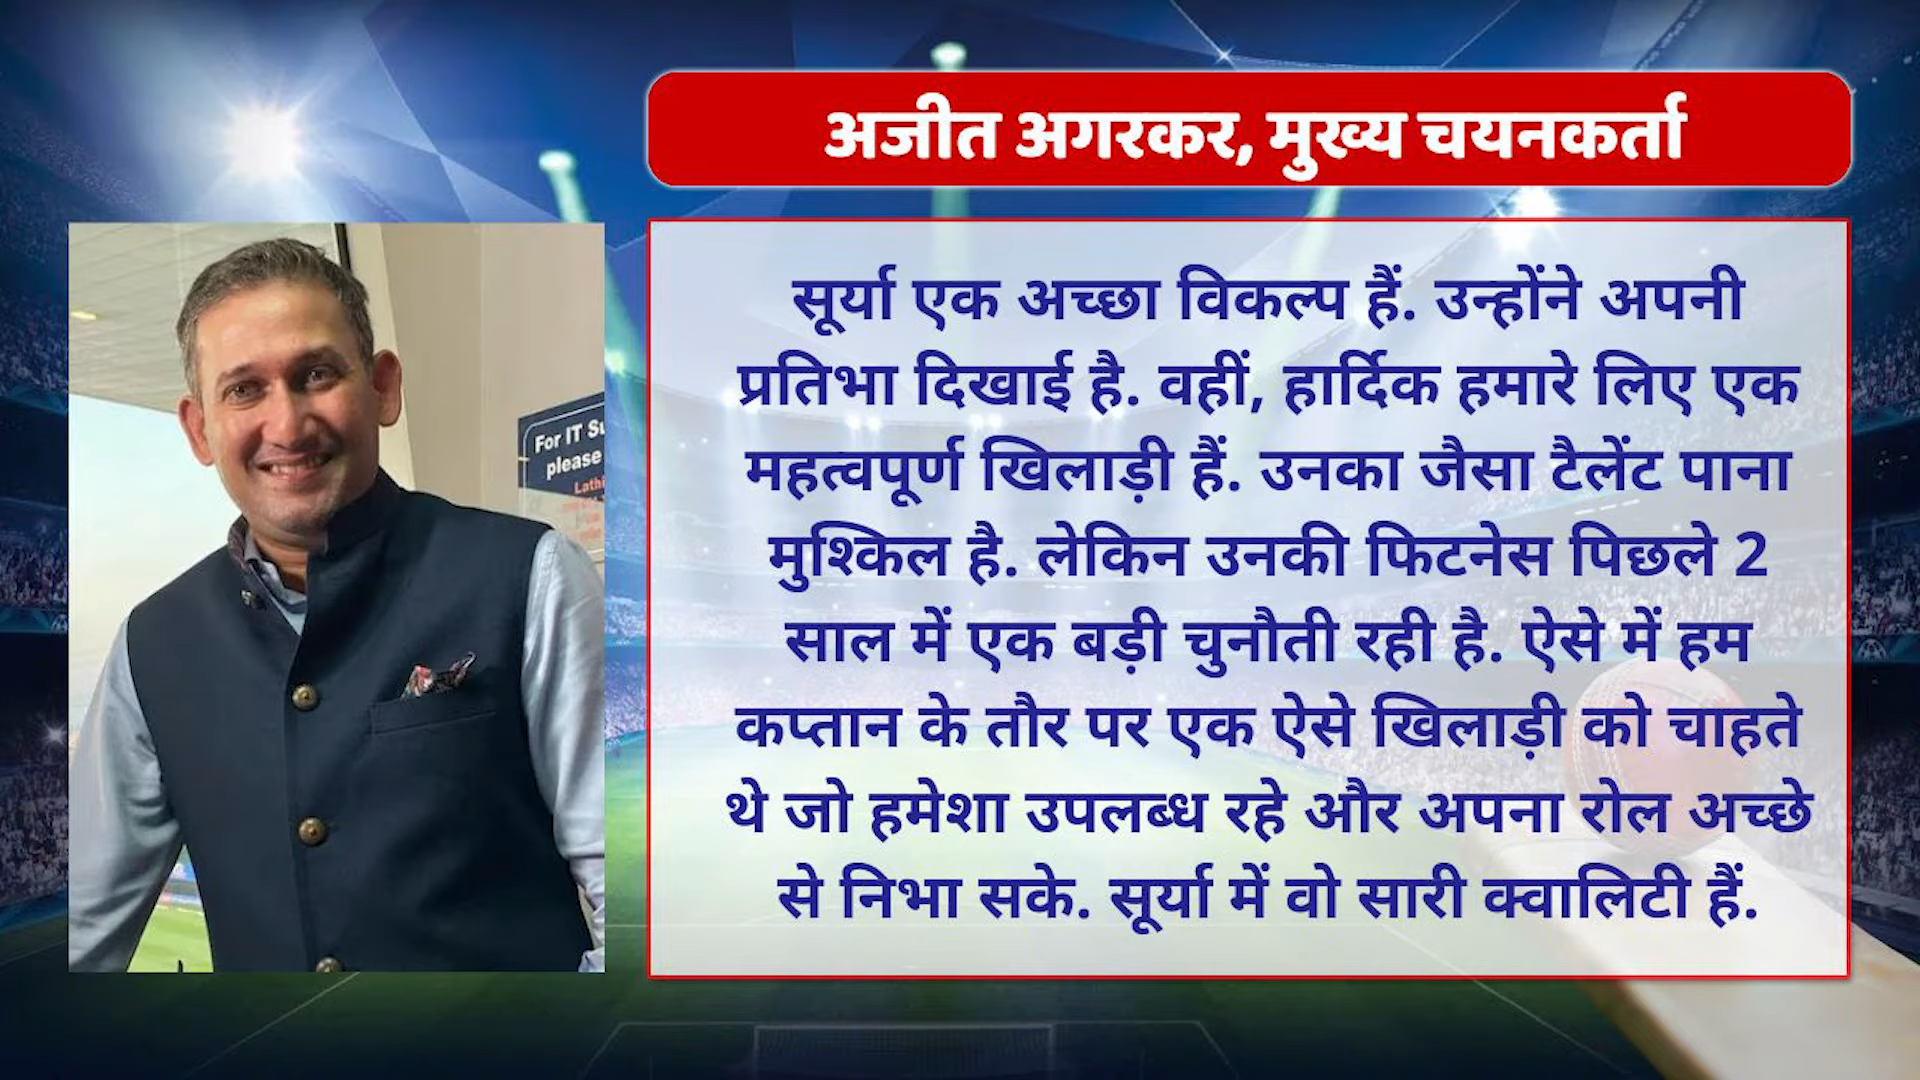 अजीत अगरकर, मुख्य चयनकर्ता
सूर्या एक अच्छा विकल्प हैं. उन्होंने अपनी
प्रतिभा दिखाई है. वहीं, हार्दिक हमारे लिए एक
महत्वपूर्ण खिलाड़ी हैं. उनका जैसा टैलेंट पाना
मुश्किल है. लेकिन उनकी फिटनेस पिछले 2
साल में एक बड़ी चुनौती रही है. ऐसे में हम
कप्तान के तौर पर एक ऐसे खिलाड़ी को चाहते
थे जो हमेशा उपलब्ध रहे और अपना रोल अच्छे
से निभा सके. सूर्या में वो सारी क्वालिटी हैं.
For IT
please